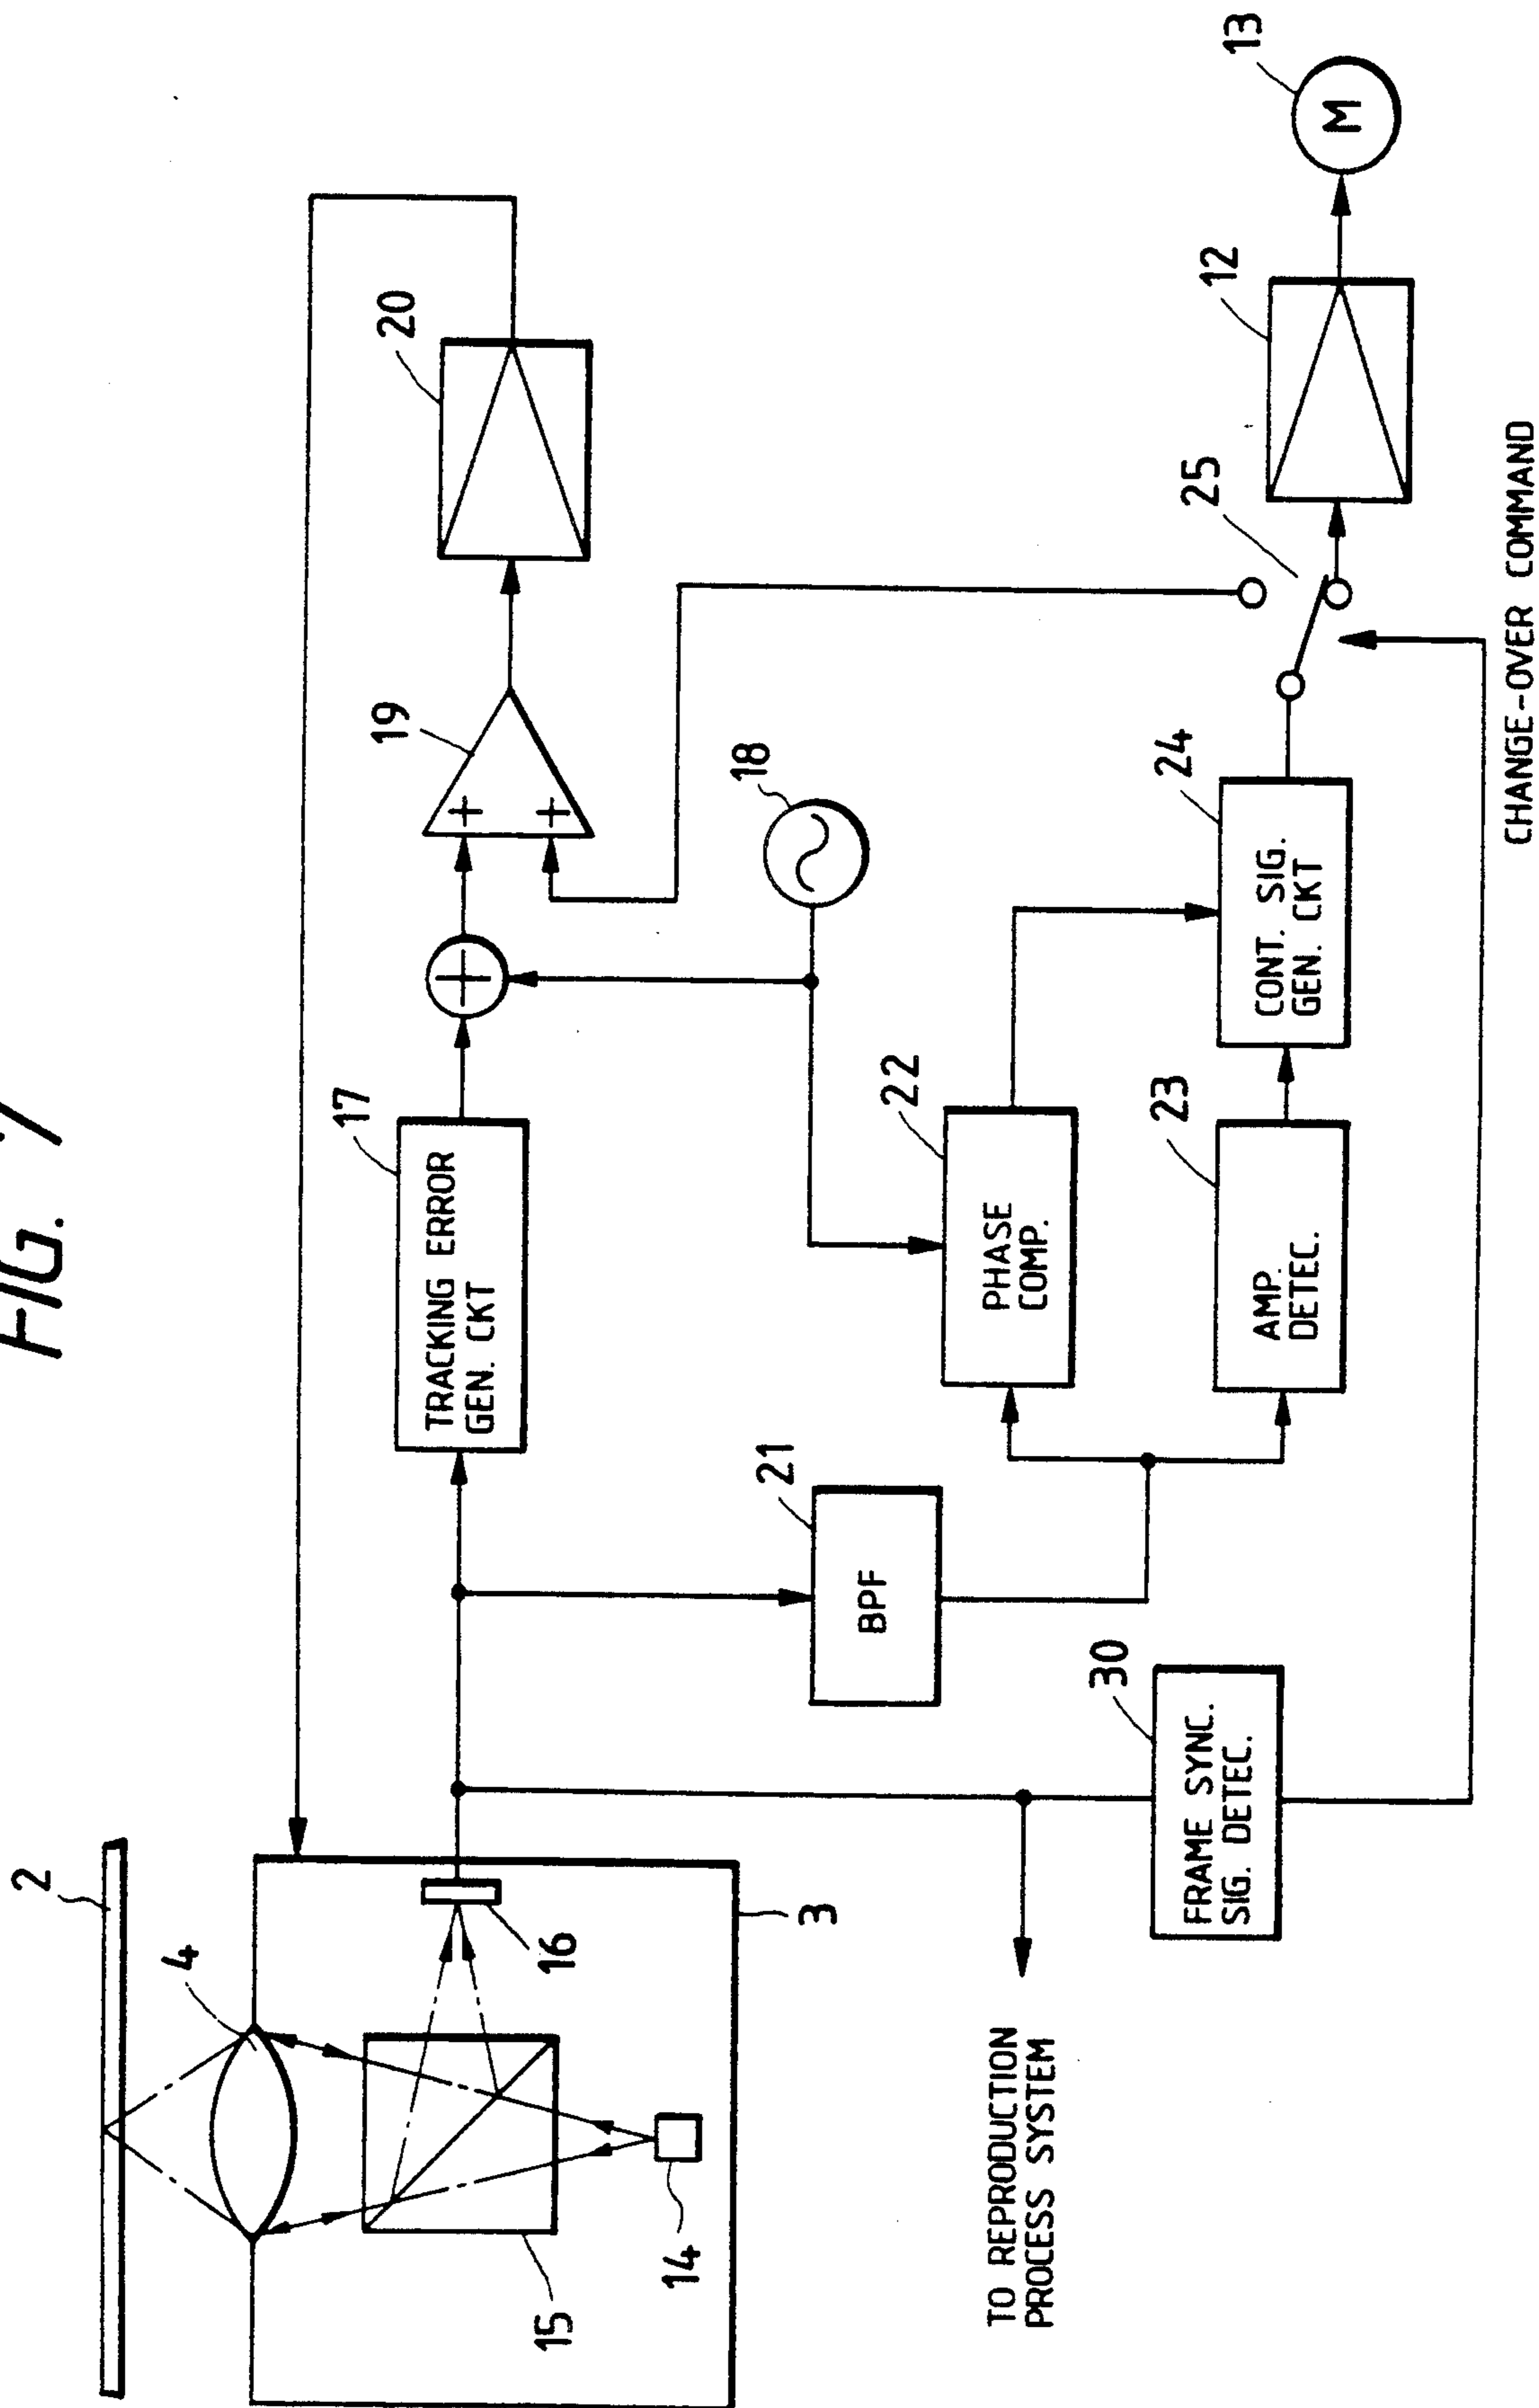 FIG. 7
2
4
3
16
15
14
17
TRACKING ERROR
GEN. CKT
19
+
+
20
18
21
BPF
22
PHASE
COMP.
23
AMP.
DETEC.
24
CONT. SIG.
GEN. CKT
25
12
13
M
30
FRAME SYNC.
SIG. DETEC.
TO REPRODUCTION
PROCESS SYSTEM
CHANGE-OVER COMMAND